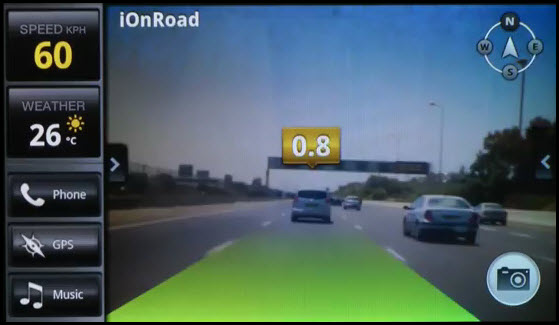 SPEED KPH
60
WEATHER
26 °C
Phone
GPS
Music
iOnRoad
0.8
N
W
E
S